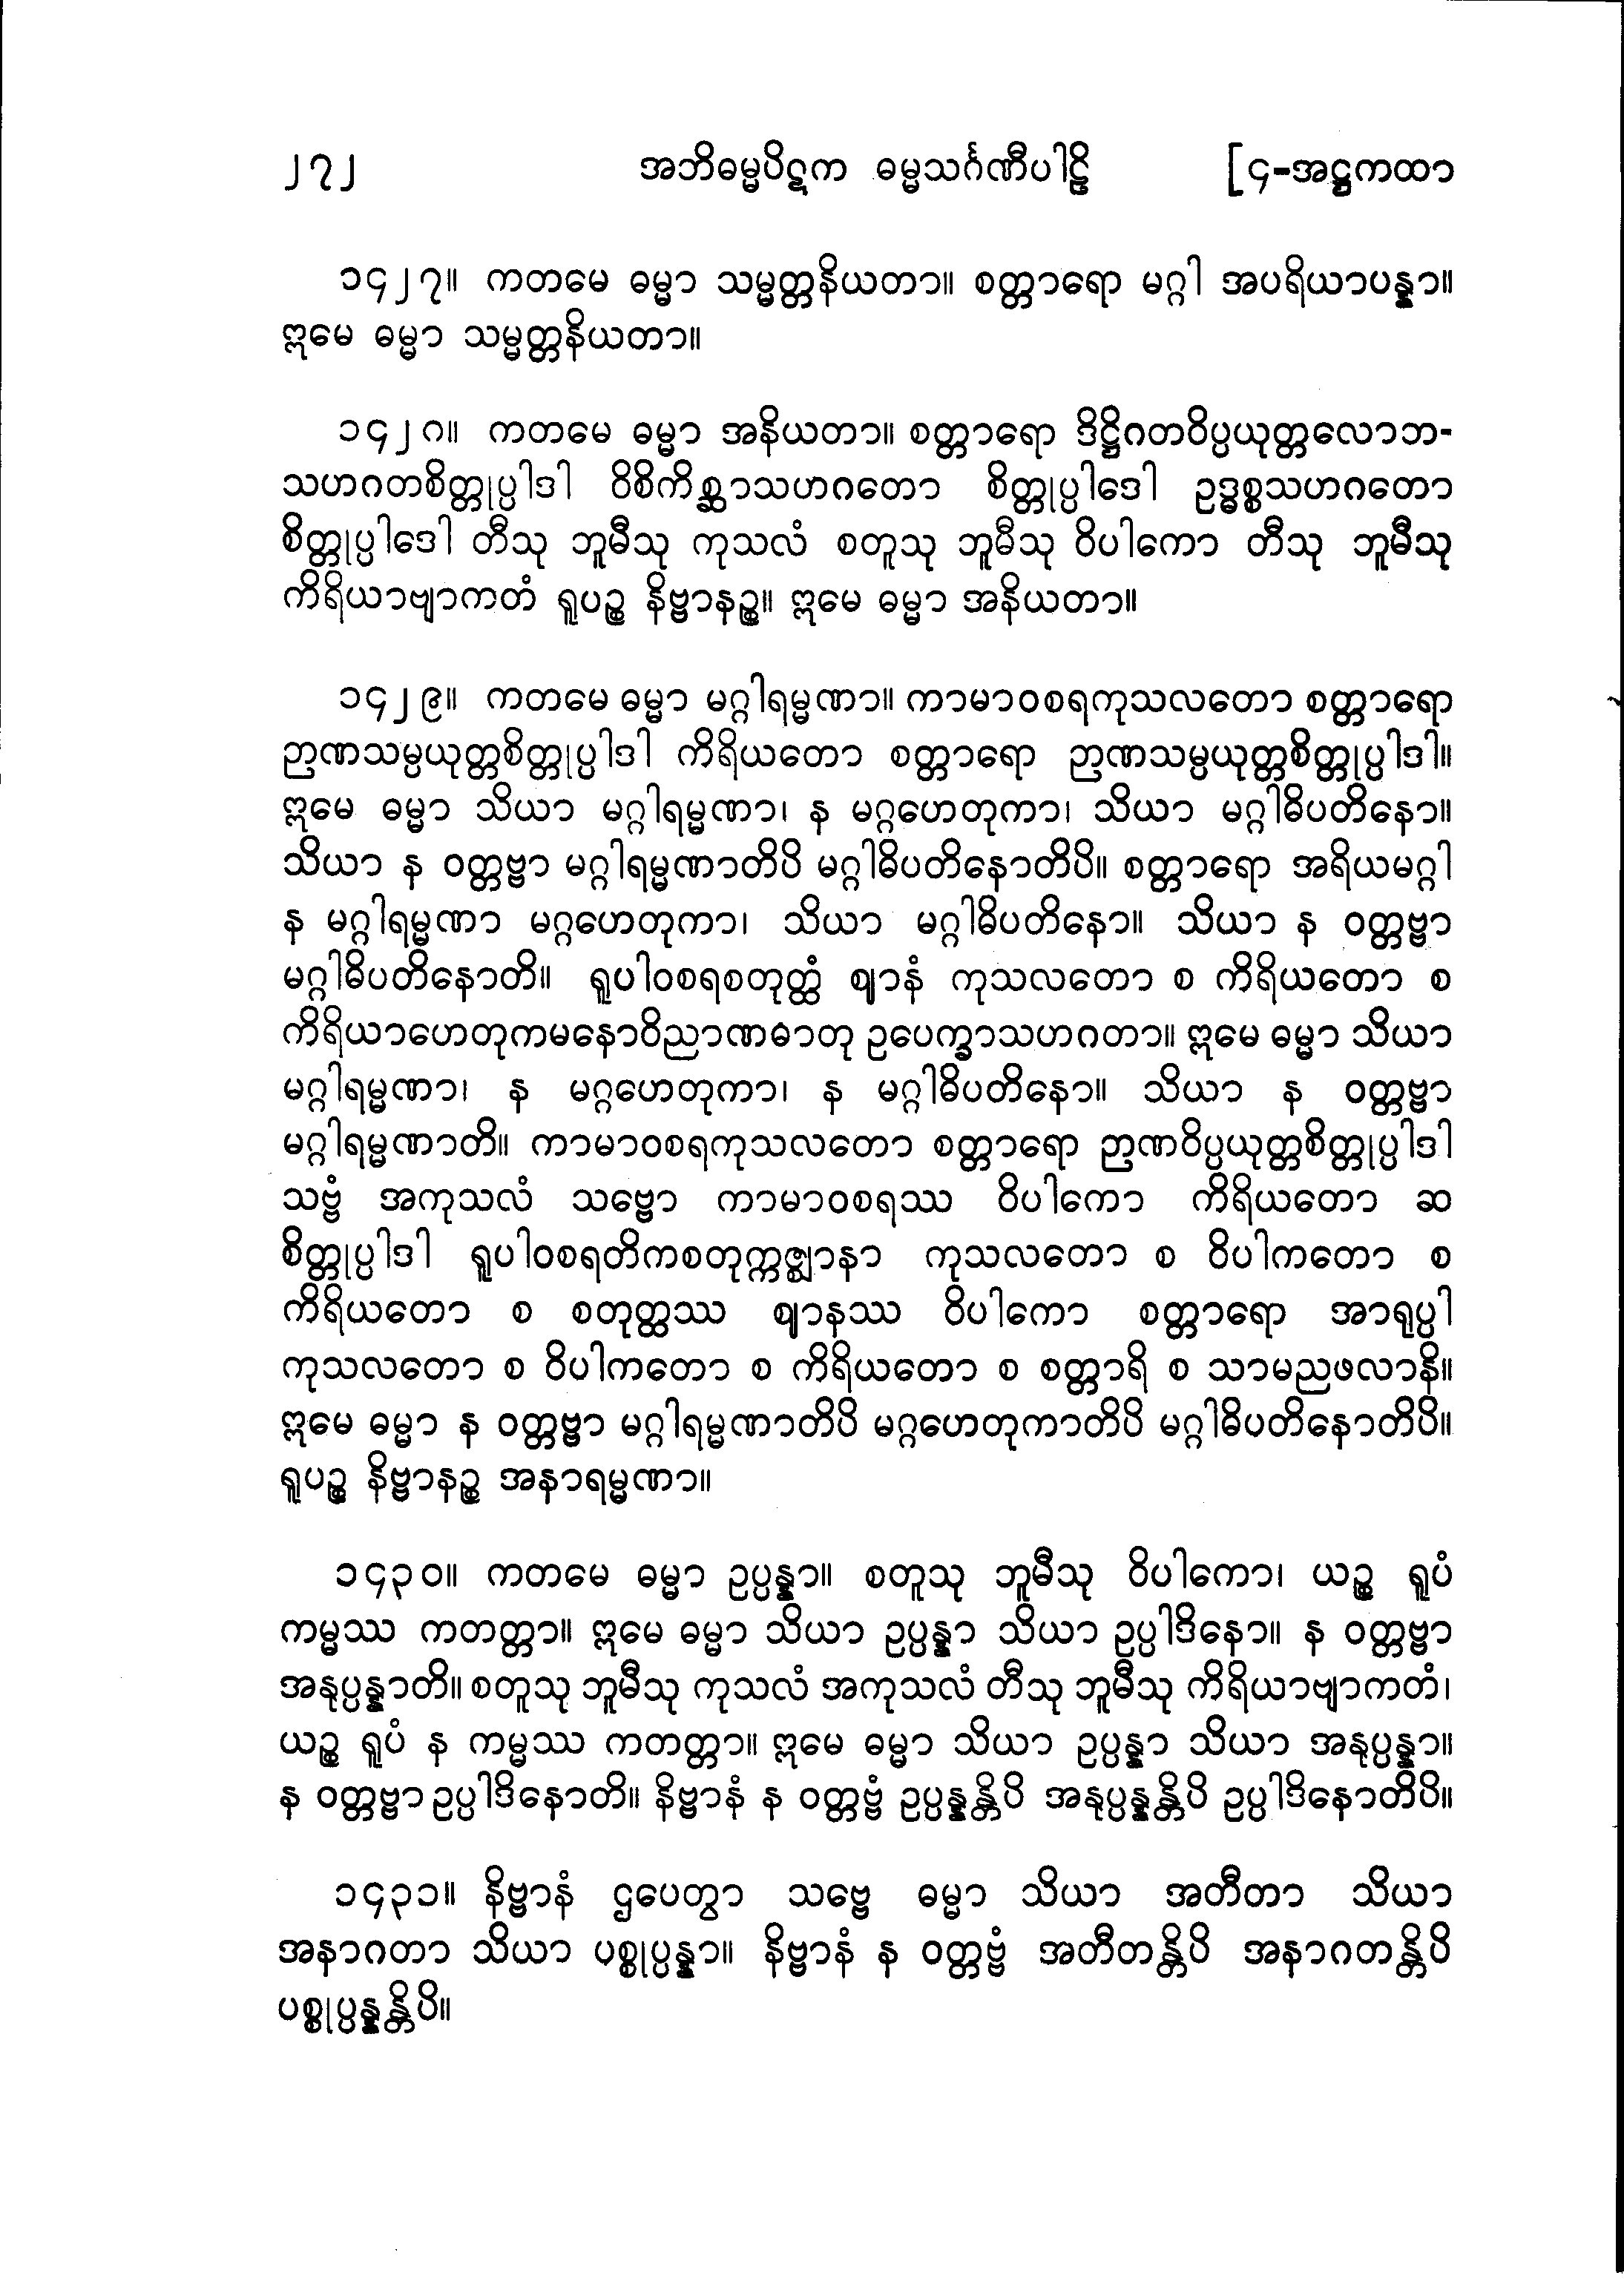 ၂၇၂ အဘိဓမ္မပိဋက ဓမ္မသင်္ဂဏီပါဠိ [၄-အဋ္ဌကထာ
၁၄၂၇။ ကတမေ ဓမ္မာ သမ္မတ္တနိယတာ။ စတ္တာရော မဂ္ဂါ အပရိယာပန္နာ။
ဣမေ ဓမ္မာ သမ္မတ္တနိယတာ။
၁၄၂၈။ ကတမေ ဓမ္မာ အနိယတာ။ စတ္တာရော ဒိဋ္ဌိဂတဝိပ္ပယုတ္တလောဘ-
သဟဂတစိတ္တုပ္ပါဒါ ဝိစိကိစ္ဆာသဟဂတော စိတ္တုပ္ပါဒေါ ဥဒ္ဓစ္စသဟဂတော
စိတ္တုပ္ပါဒေါ တီသု ဘူမီသု ကုသလံ စတူသု ဘူမီသု ဝိပါကော တီသု ဘူမီသု
ကိရိယာဗျာကတံ ရူပဉ္စ နိဗ္ဗာနဉ္စ။ ဣမေ ဓမ္မာ အနိယတာ။
၁၄၂၉။ ကတမေ ဓမ္မာ မဂ္ဂါရမ္မဏာ။ ကာမာဝစရကုသလတော စတ္တာရော
ဉာဏသမ္ပယုတ္တစိတ္တုပ္ပါဒါ ကိရိယတော စတ္တာရော ဉာဏသမ္ပယုတ္တစိတ္တုပ္ပါဒါ။
ဣမေ ဓမ္မာ သိယာ မဂ္ဂါရမ္မဏာ၊ န မဂ္ဂဟေတုကာ၊ သိယာ မဂ္ဂါဓိပတိနော။
သိယာ န ဝတ္တဗ္ဗာ မဂ္ဂါရမ္မဏာတိပိ မဂ္ဂါဓိပတိနောတိပိ။ စတ္တာရော အရိယမဂ္ဂါ
န မဂ္ဂါရမ္မဏာ မဂ္ဂဟေတုကာ၊ သိယာ မဂ္ဂါဓိပတိနော။ သိယာ န ဝတ္တဗ္ဗာ
မဂ္ဂါဓိပတိနောတိ။ ရူပါဝစရစတုတ္ထံ ဈာနံ ကုသလတော စ ကိရိယတော စ
ကိရိယာဟေတုကမနောဝိညာဏဓာတု ဥပေက္ခာသဟဂတာ။ ဣမေ ဓမ္မာ သိယာ
မဂ္ဂါရမ္မဏာ၊ န မဂ္ဂဟေတုကာ၊ န မဂ္ဂါဓိပတိနော။ သိယာ န ဝတ္တဗ္ဗာ
မဂ္ဂါရမ္မဏာတိ။ ကာမာဝစရကုသလတော စတ္တာရော ဉာဏဝိပ္ပယုတ္တစိတ္တုပ္ပါဒါ
သဗ္ဗံ အကုသလံ သဗ္ဗော ကာမာဝစရဿ ဝိပါကော ကိရိယတော ဆ
စိတ္တုပ္ပါဒါ ရူပါဝစရတိကစတုက္ကဇ္ဈာနာ ကုသလတော စ ဝိပါကတော စ
ကိရိယတော စ စတုတ္ထဿ ဈာနဿ ဝိပါကော စတ္တာရော အာရုပ္ပါ
ကုသလတော စ ဝိပါကတော စ ကိရိယတော စ စတ္တာရိ စ သာမညဖလာနိ။
ဣမေ ဓမ္မာ န ဝတ္တဗ္ဗာ မဂ္ဂါရမ္မဏာတိပိ မဂ္ဂဟေတုကာတိပိ မဂ္ဂါဓိပတိနောတိပိ။
ရူပဉ္စ နိဗ္ဗာနဉ္စ အနာရမ္မဏာ။
၁၄၃၀။ ကတမေ ဓမ္မာ ဥပ္ပန္နာ။ စတူသု ဘူမီသု ဝိပါကော၊ ယဉ္စ ရူပံ
ကမ္မဿ ကတတ္တာ။ ဣမေ ဓမ္မာ သိယာ ဥပ္ပန္နာ သိယာ ဥပ္ပါဒိနော။ န ဝတ္တဗ္ဗာ
အနုပ္ပန္နာတိ။ စတူသု ဘူမီသု ကုသလံ အကုသလံ တီသု ဘူမီသု ကိရိယာဗျာကတံ၊
ယဉ္စ ရူပံ န ကမ္မဿ ကတတ္တာ။ ဣမေ ဓမ္မာ သိယာ ဥပ္ပန္နာ သိယာ အနုပ္ပန္နာ။
န ဝတ္တဗ္ဗာ ဥပ္ပါဒိနောတိ။ နိဗ္ဗာနံ န ဝတ္တဗ္ဗံ ဥပ္ပန္နန္တိပိ အနုပ္ပန္နန္တိပိ ဥပ္ပါဒိနောတိပိ။
၁၄၃၁။ နိဗ္ဗာနံ ဌပေတွာ သဗ္ဗေ ဓမ္မာ သိယာ အတီတာ သိယာ
အနာဂတာ သိယာ ပစ္စုပ္ပန္နာ။ နိဗ္ဗာနံ န ဝတ္တဗ္ဗံ အတီတန္တိပိ အနာဂတန္တိပိ
ပစ္စုပ္ပန္နန္တိပိ။